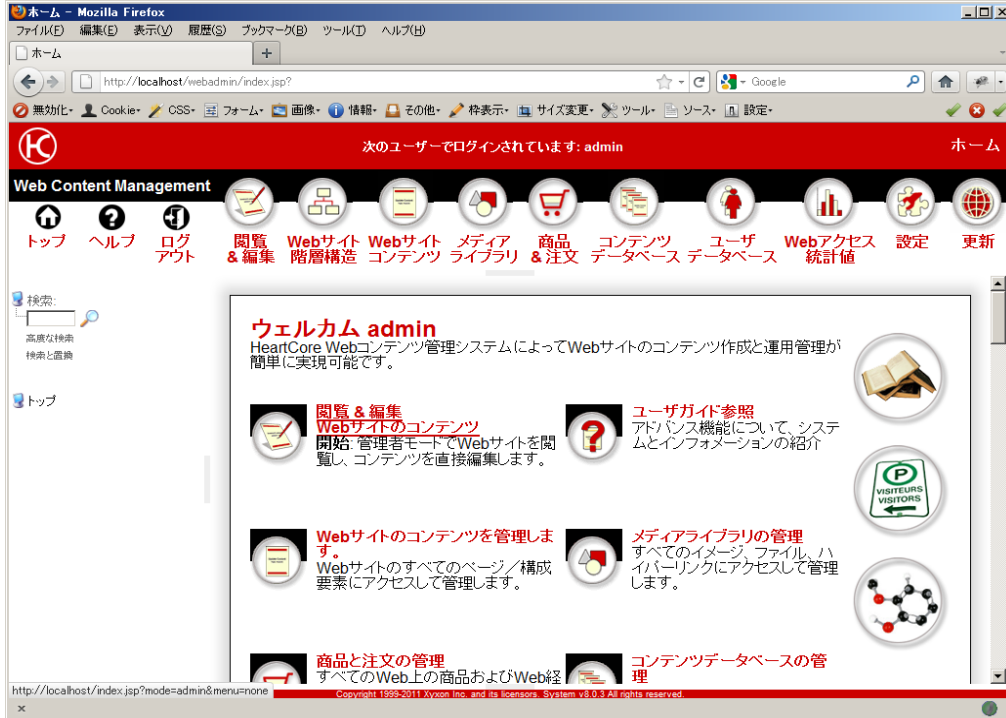 ホーム - Mozilla Firefox
ファイル(F) 編集(E) 表示(V) 履歴(S) ブックマーク(B) ツール(T) ヘルプ(H)
ホーム
http://localhost/webadmin/index.jsp?
Google
無効化 Cookie CSS フォーム 画像 情報 その他 枠表示 サイズ変更 ツール ソース 設定
次のユーザーでログインされています: admin
ホーム
Web Content Management
トップ
ヘルプ
ログ
アウト
閲覧
& 編集
Webサイト
階層構造
Webサイト
コンテンツ
メディア
ライブラリ
商品
& 注文
コンテンツ
データベース
ユーザ
データベース
Webアクセス
統計値
設定
更新
検索:
高度な検索
検索と置換
トップ
ウェルカム admin
HeartCore Webコンテンツ管理システムによってWebサイトのコンテンツ作成と運用管理が
簡単に実現可能です。
閲覧 & 編集
Webサイトのコンテンツ
開始: 管理者モードでWebサイトを閲
覧し、コンテンツを直接編集します。
ユーザガイド参照
アドバンス機能について、システ
ムとインフォメーションの紹介
P
VISITEURS
VISITORS
Webサイトのコンテンツを管理しま
す。
Webサイトのすべてのページ／構成
要素にアクセスして管理します。
メディアライブラリの管理
すべてのイメージ、ファイル、ハ
イパーリンクにアクセスして管理
します。
商品と注文の管理
すべてのWeb上の商品およびWeb経
コンテンツデータベースの管
理
http://localhost/index.jsp?mode=admin&menu=none
Copyright 1999-2011 Xyxon Inc. and its licensors. System v8.0.3 All rights reserved.